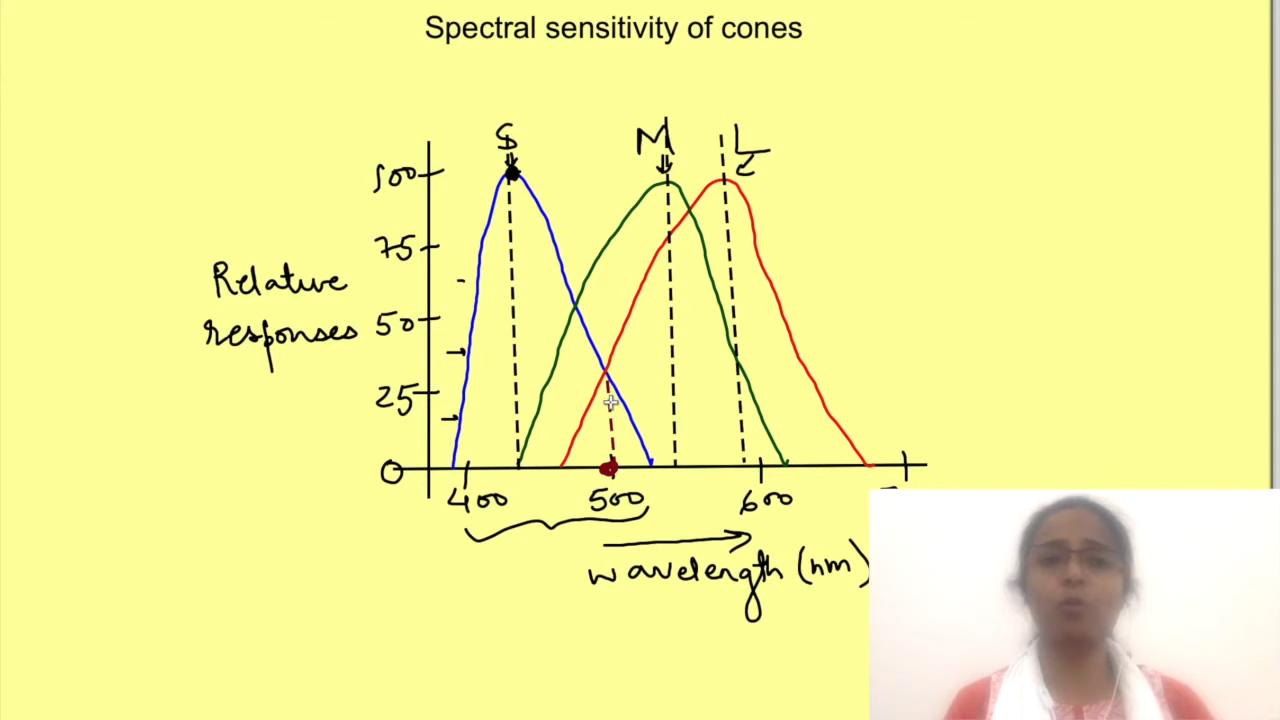 Spectral sensitivity of cones
S M L
100
75
Relative
responses
50
25
0
400 500 600
wavelength (nm)